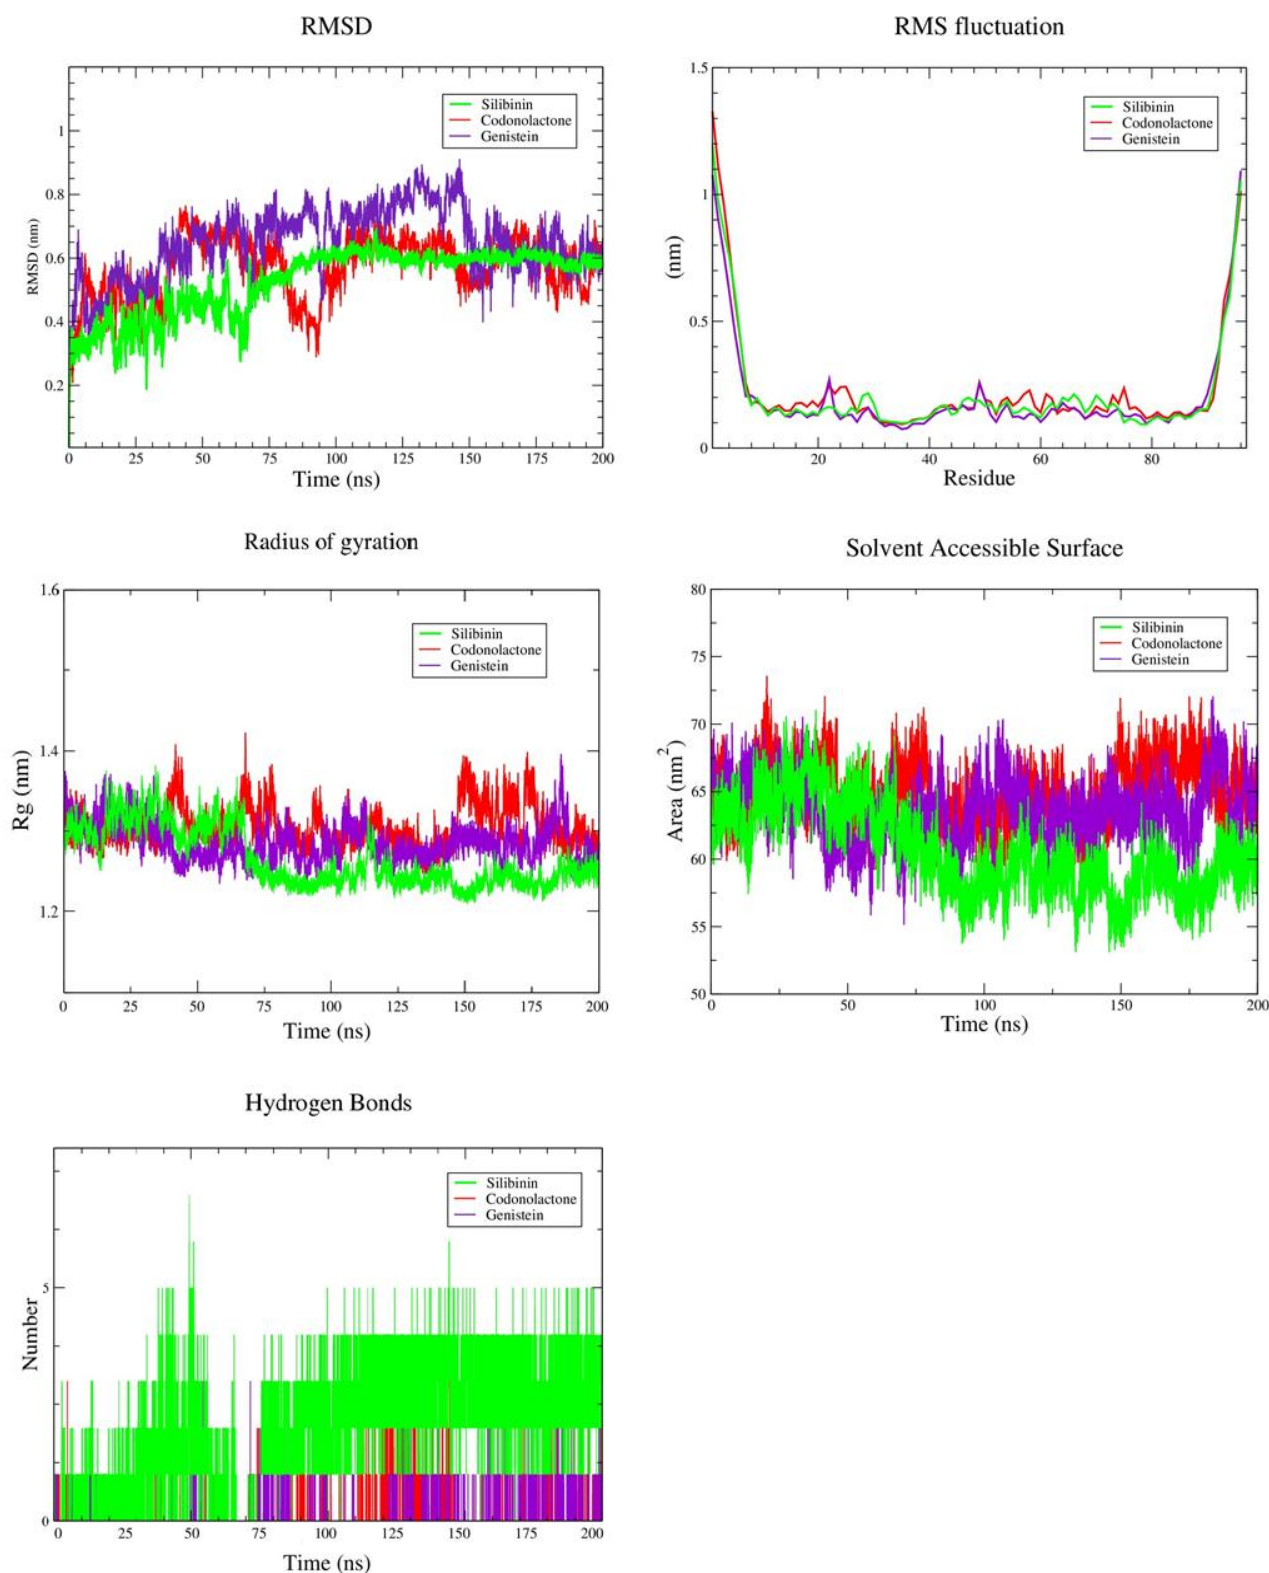 RMSD
RMSD (nm)
1
0.8
0.6
0.4
0.2
Silibinin
Codonolactone
Genistein
0 25 50 75 100 125 150 175 200
Time (ns)
RMS fluctuation
(nm)
1.5
1
0.5
0
Silibinin
Codonolactone
Genistein
20 40 60 80
Residue
Radius of gyration
Rg (nm)
1.6
1.4
1.2
Silibinin
Codonolactone
Genistein
0 25 50 75 100 125 150 175 200
Time (ns)
Solvent Accessible Surface
Area (nm²)
80
75
70
65
60
55
50
Silibinin
Codonolactone
Genistein
0 50 100 150 200
Time (ns)
Hydrogen Bonds
Number
5
0
Silibinin
Codonolactone
Genistein
0 25 50 75 100 125 150 175 200
Time (ns)